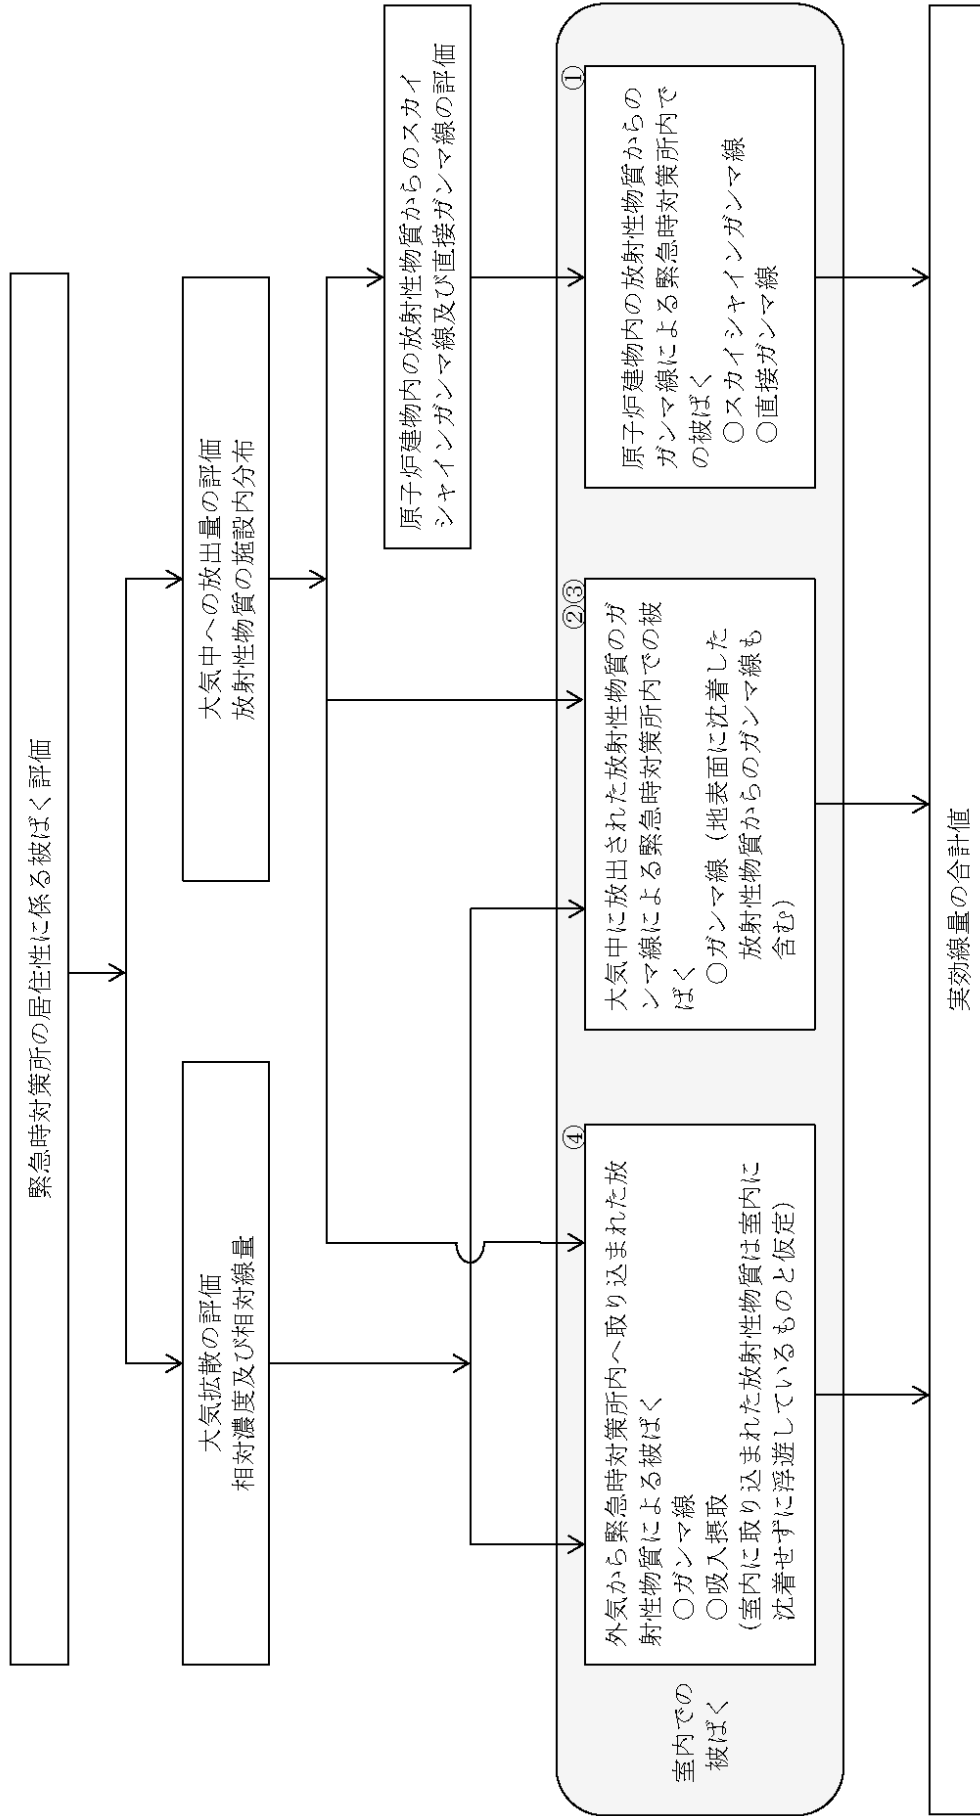 緊急時対策所の居住性に係る被ばく評価
大気拡散の評価
相対濃度及び相対線量
大気中への放出量の評価
放射性物質の施設内分布
原子炉建物内の放射性物質からのスカイ
シャインガンマ線及び直接ガンマ線の評価
室内での
被ばく
④
外気から緊急時対策所内へ取り込まれた放
射性物質による被ばく
○ガンマ線
○吸入摂取
(室内に取り込まれた放射性物質は室内に
沈着せずに浮遊しているものと仮定)
②③
大気中に放出された放射性物質のガ
ンマ線による緊急時対策所内での被
ばく
○ガンマ線（地表面に沈着した
放射性物質からのガンマ線も
含む）
①
原子炉建物内の放射性物質からの
ガンマ線による緊急時対策所内で
の被ばく
○スカイシャインガンマ線
○直接ガンマ線
実効線量の合計値